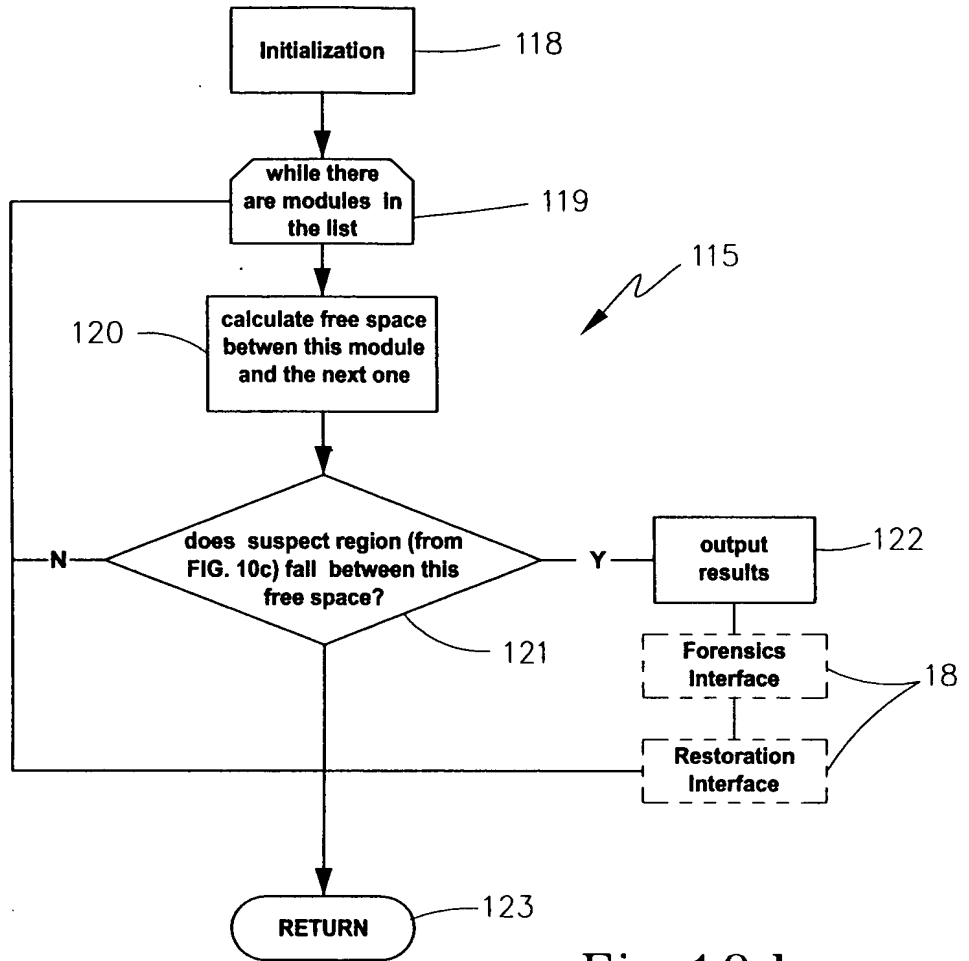 Initialization
118
while there
are modules in
the list
119
115
120
calculate free space
betwen this module
and the next one
does suspect region (from
FIG. 10c) fall between this
free space?
N
Y
121
output
results
122
Forensics
Interface
18
Restoration
Interface
RETURN
123